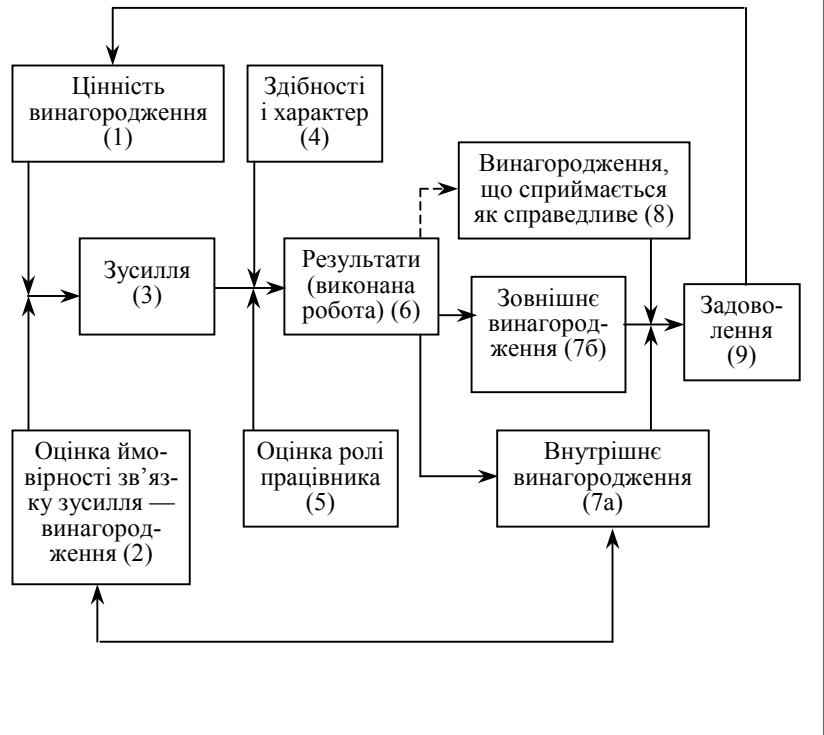 Цінність
винагородження
(1)
Здібності
і характер
(4)
Винагородження,
що сприймається
як справедливе (8)
Зусилля
(3)
Результати
(виконана
робота) (6)
Зовнішнє
винагород-
ження (7б)
Задово-
лення
(9)
Оцінка ймо-
вірності зв’яз-
ку зусилля —
винагород-
ження (2)
Оцінка ролі
працівника
(5)
Внутрішнє
винагородження
(7а)